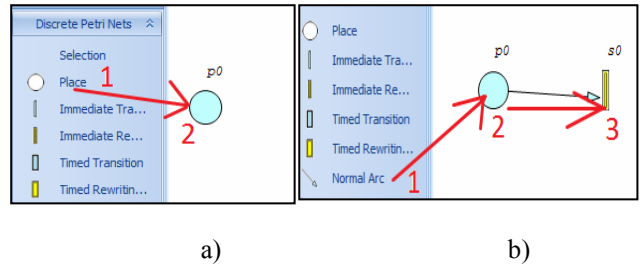 Discrete Petri Nets
Selection
Place
1
Immediate Tra...
Immediate Re...
Timed Transition
Timed Rewritin...
p0
2
Place
Immediate Tra...
Immediate Re...
Timed Transition
Timed Rewritin...
Normal Arc
1
p0
2
s0
3
a)
b)